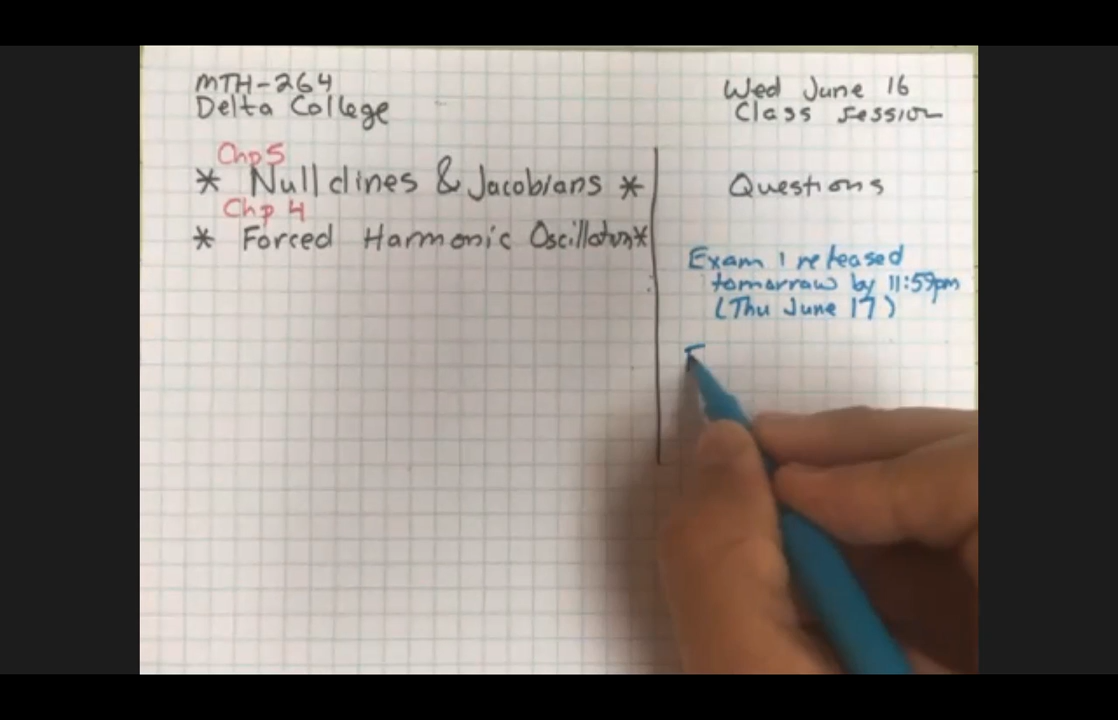 MTH-264
Delta College
Wed June 16
Class session
Chp 5
* Nullclines & Jacobians *
Chp 4
* Forced Harmonic Oscillator *
Questions
Exam 1 released
tomorrow by 11:59pm
(Thu June 17)